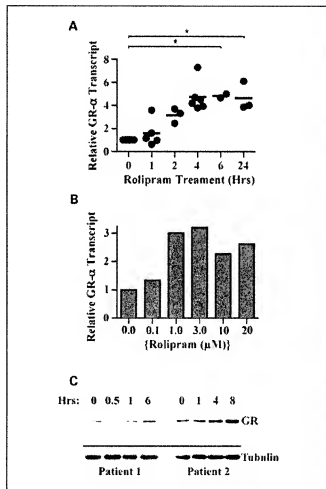 A
*
*
Relative GR-α Transcript
8
6
4
2
0
0 1 2 4 6 24
Rolipram Treament (Hrs)
B
Relative GR-α Transcript
3
2
1
0
0.0 0.1 1.0 3.0 10 20
{Rolipram (μM)}
C
Hrs: 0 0.5 1 6 0 1 4 8
GR
Tubulin
Patient 1 Patient 2